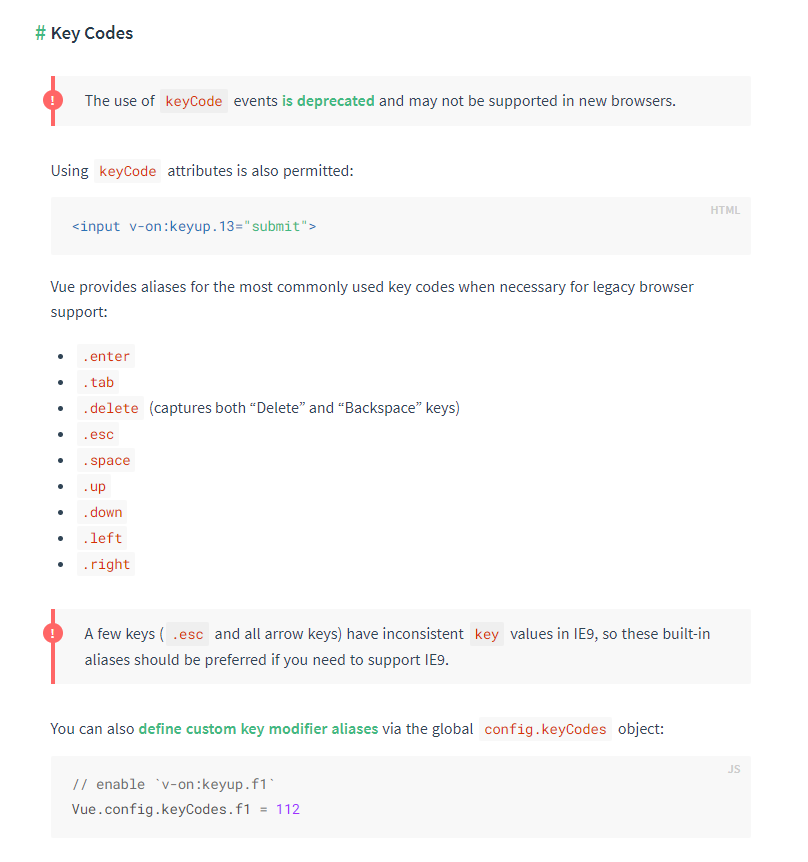 # Key Codes
! The use of keyCode events is deprecated and may not be supported in new browsers.
Using keyCode attributes is also permitted:
HTML
<input v-on:keyup.13="submit">
Vue provides aliases for the most commonly used key codes when necessary for legacy browser
support:
• .enter
• .tab
• .delete (captures both “Delete” and “Backspace” keys)
• .esc
• .space
• .up
• .down
• .left
• .right
! A few keys ( .esc and all arrow keys) have inconsistent key values in IE9, so these built-in
aliases should be preferred if you need to support IE9.
You can also define custom key modifier aliases via the global config.keyCodes object:
JS
// enable `v-on:keyup.f1`
Vue.config.keyCodes.f1 = 112